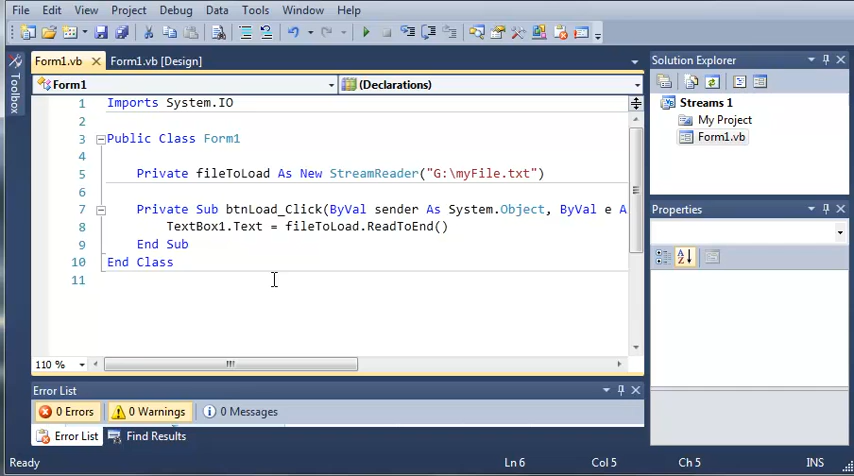 File Edit View Project Debug Data Tools Window Help
Form1.vb Form1.vb [Design]
Toolbox
Form1 (Declarations)
1 Imports System.IO
2
3 Public Class Form1
4
5 Private fileToLoad As New StreamReader("G:\myFile.txt")
6
7 Private Sub btnLoad_Click(ByVal sender As System.Object, ByVal e A
8 TextBox1.Text = fileToLoad.ReadToEnd()
9 End Sub
10 End Class
11
110 %
Error List
0 Errors 0 Warnings 0 Messages
Error List Find Results
Ready Ln 6 Col 5 Ch 5 INS
Solution Explorer
Streams 1
My Project
Form1.vb
Properties